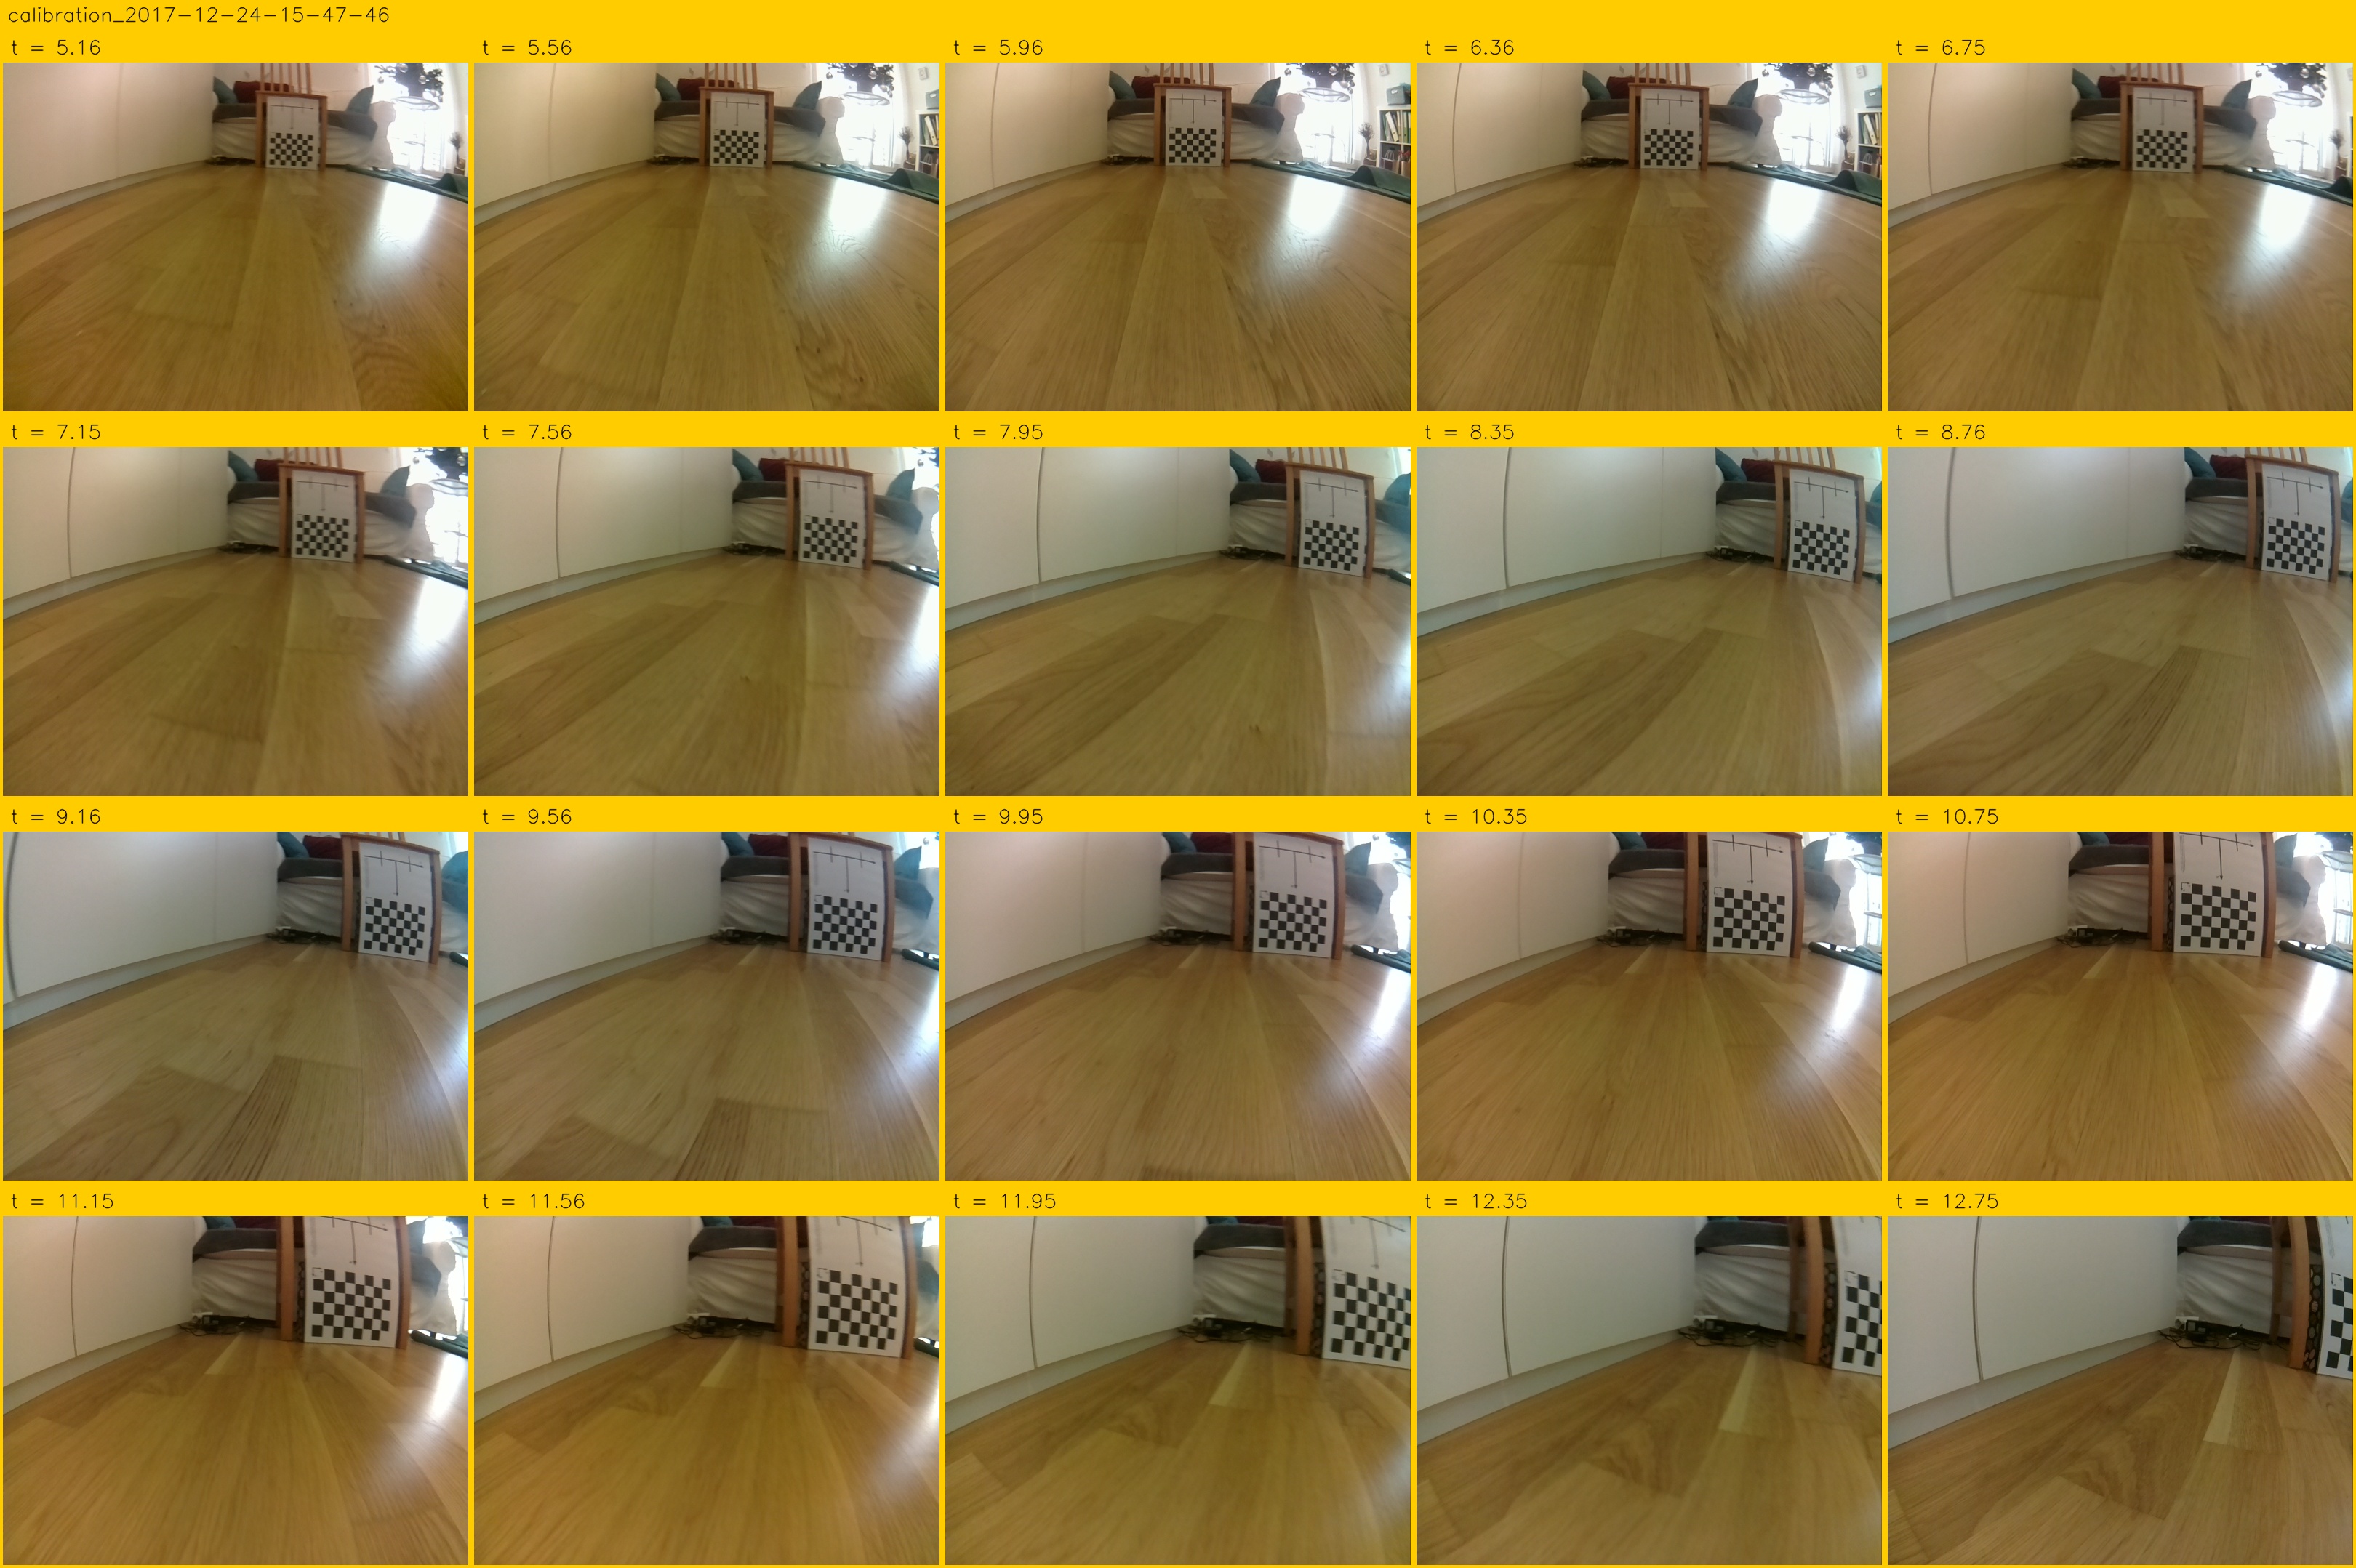 calibration_2017-12-24-15-47-46
t = 5.16
t = 5.56
t = 5.96
t = 6.36
t = 6.75
t = 7.15
t = 7.56
t = 7.95
t = 8.35
t = 8.76
t = 9.16
t = 9.56
t = 9.95
t = 10.35
t = 10.75
t = 11.15
t = 11.56
t = 11.95
t = 12.35
t = 12.75